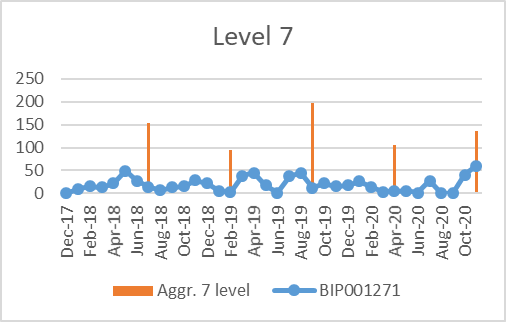 Level 7
250
200
150
100
50
0
Dec-17
Feb-18
Apr-18
Jun-18
Aug-18
Oct-18
Dec-18
Feb-19
Apr-19
Jun-19
Aug-19
Oct-19
Dec-19
Feb-20
Apr-20
Jun-20
Aug-20
Oct-20
Aggr. 7 level
BIP001271